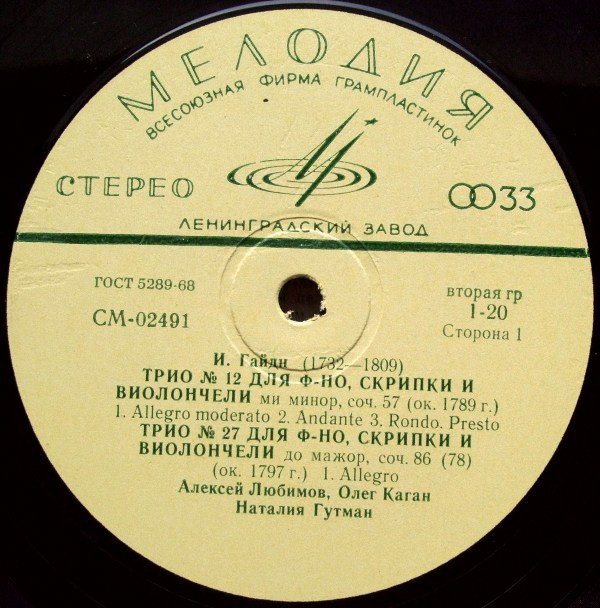 МЕЛОДИЯ
ВСЕСОЮЗНАЯ ФИРМА ГРАМПЛАСТИНОК
СТЕРЕО
33
ЛЕНИНГРАДСКИЙ ЗАВОД
ГОСТ 5289-68
СМ-02491
вторая гр
1-20
Сторона 1
И. Гайдн (1732—1809)
ТРИО № 12 ДЛЯ Ф-НО, СКРИПКИ И
ВИОЛОНЧЕЛИ ми минор, соч. 57 (ок. 1789 г.)
1. Allegro moderato 2. Andante 3. Rondo. Presto
ТРИО № 27 ДЛЯ Ф-НО, СКРИПКИ И
ВИОЛОНЧЕЛИ до мажор, соч. 86 (78)
(ок. 1797 г.) 1. Allegro
Алексей Любимов, Олег Каган
Наталия Гутман